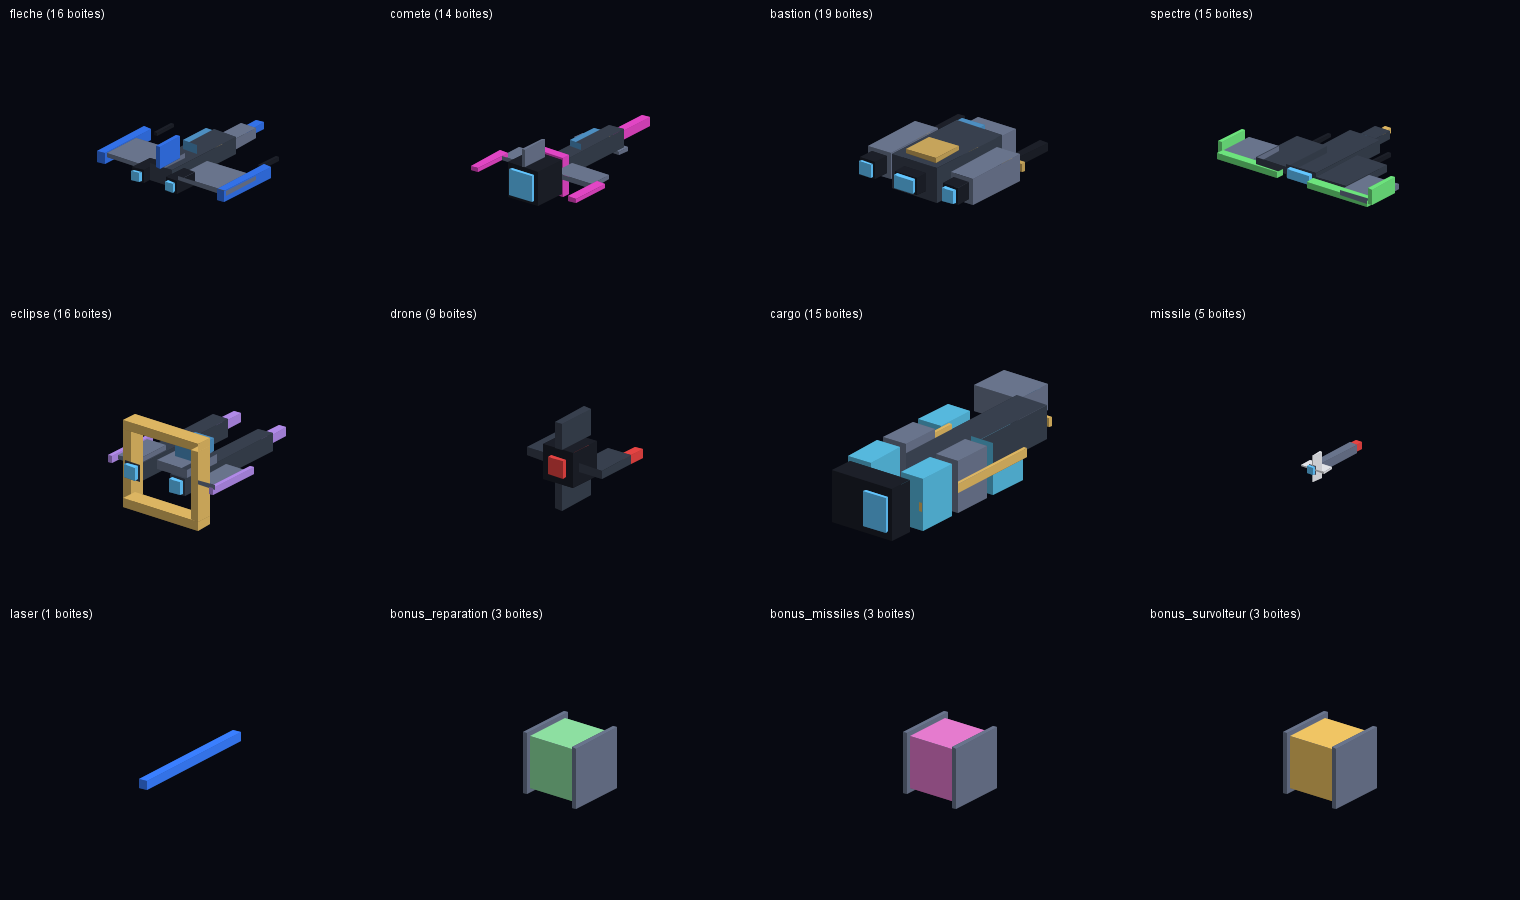 fleche (16 boites)
comete (14 boites)
bastion (19 boites)
spectre (15 boites)
eclipse (16 boites)
drone (9 boites)
cargo (15 boites)
missile (5 boites)
laser (1 boites)
bonus_reparation (3 boites)
bonus_missiles (3 boites)
bonus_survolteur (3 boites)